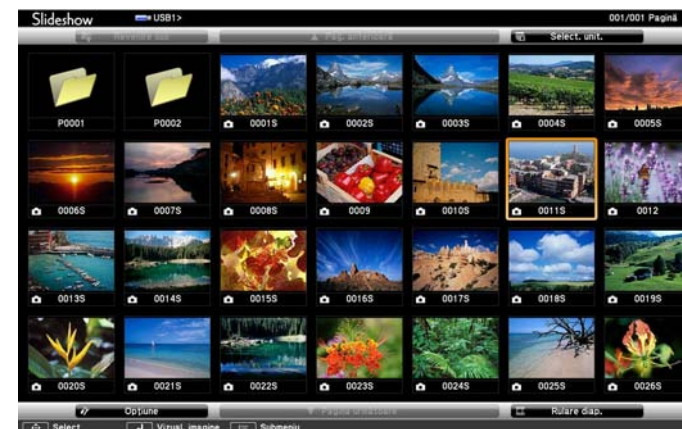 Slideshow USB1> 001/001 Pagină
Revenire sus Pag. anterioară Select. unit.
P0001 P0002 0001S 0002S 0003S 0004S 0005S
0006S 0007S 0008S 0009 0010S 0011S 0012
0013S 0014S 0015S 0016S 0017S 0018S 0019S
0020S 0021S 0022S 0023S 0024S 0025S 0026S
Opţiune Pagina următoare Rulare diap.
Select Vizual. imagine Submeniu